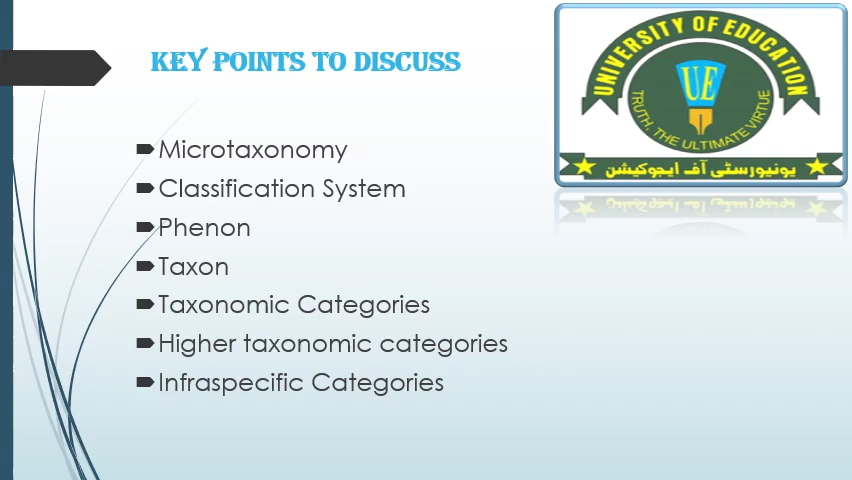 KEY POINTS TO DISCUSS
UNIVERSITY OF EDUCATION
UE
TRUTH, THE ULTIMATE VIRTUE
یونیورسٹی آف ایجوکیشن
Microtaxonomy
Classification System
Phenon
Taxon
Taxonomic Categories
Higher taxonomic categories
Infraspecific Categories